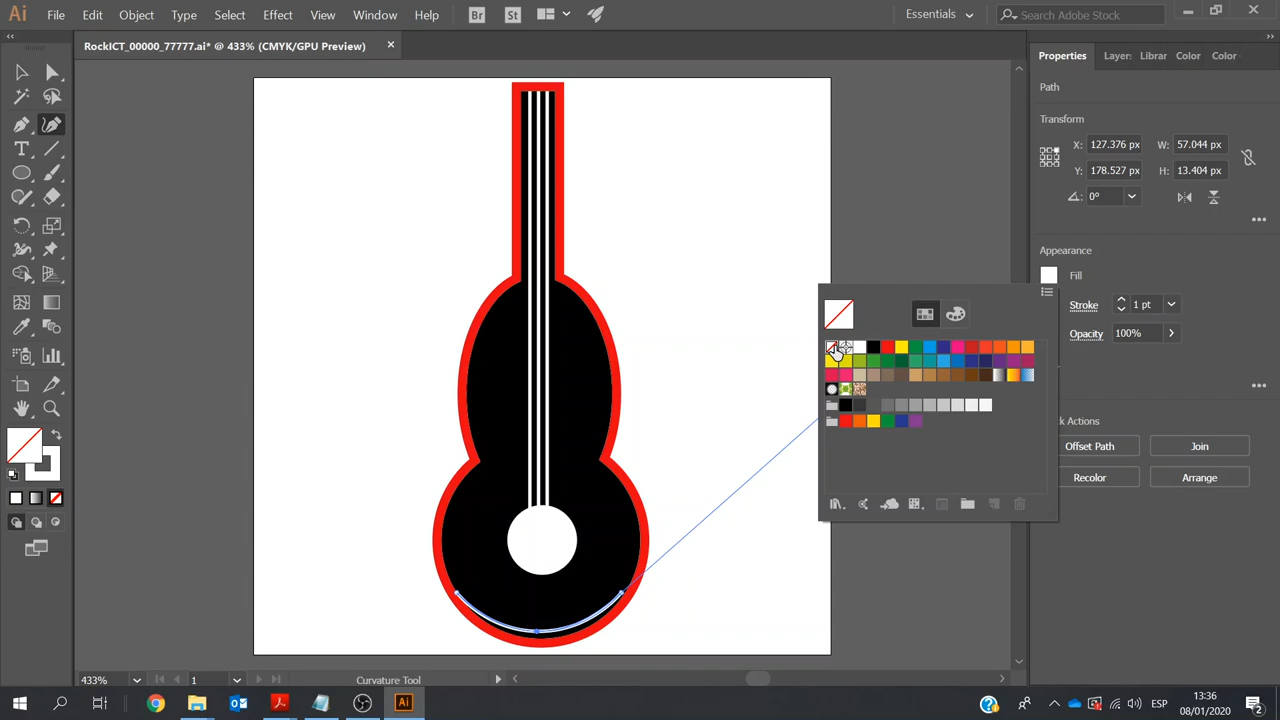 Ai File Edit Object Type Select Effect View Window Help Br St Essentials Search Adobe Stock
RockICT_00000_77777.ai* @ 433% (CMYK/GPU Preview)
Properties Layer: Librar Color Color
Path
Transform
X: 127.376 px W: 57.044 px
Y: 178.527 px H: 13.404 px
0°
Appearance
Fill
Stroke 1 pt
Opacity 100%
k Actions
Offset Path Join
Recolor Arrange
433% 1 Curvature Tool
Ai ESP 13:36
08/01/2020 2